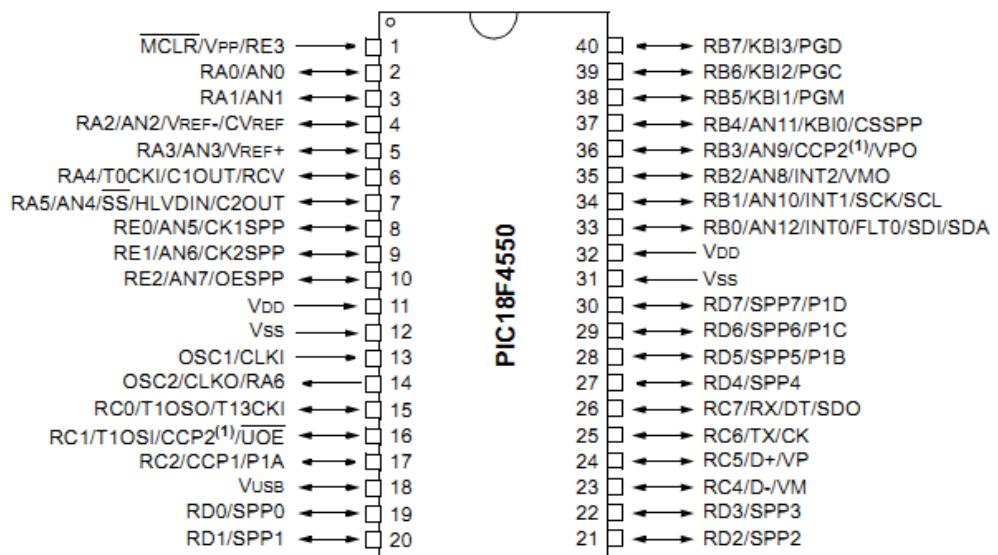 MCLR/VPP/RE3 1
RA0/AN0 2
RA1/AN1 3
RA2/AN2/VREF-/CVREF 4
RA3/AN3/VREF+ 5
RA4/T0CKI/C1OUT/RCV 6
RA5/AN4/SS/HLVDIN/C2OUT 7
RE0/AN5/CK1SPP 8
RE1/AN6/CK2SPP 9
RE2/AN7/OESPP 10
VDD 11
VSS 12
OSC1/CLKI 13
OSC2/CLKO/RA6 14
RC0/T1OSO/T13CKI 15
RC1/T1OSI/CCP2(1)/UOE 16
RC2/CCP1/P1A 17
VUSB 18
RD0/SPP0 19
RD1/SPP1 20
PIC18F4550
40 RB7/KBI3/PGD
39 RB6/KBI2/PGC
38 RB5/KBI1/PGM
37 RB4/AN11/KBI0/CSSPP
36 RB3/AN9/CCP2(1)/VPO
35 RB2/AN8/INT2/VMO
34 RB1/AN10/INT1/SCK/SCL
33 RB0/AN12/INT0/FLT0/SDI/SDA
32 VDD
31 VSS
30 RD7/SPP7/P1D
29 RD6/SPP6/P1C
28 RD5/SPP5/P1B
27 RD4/SPP4
26 RC7/RX/DT/SDO
25 RC6/TX/CK
24 RC5/D+/VP
23 RC4/D-/VM
22 RD3/SPP3
21 RD2/SPP2